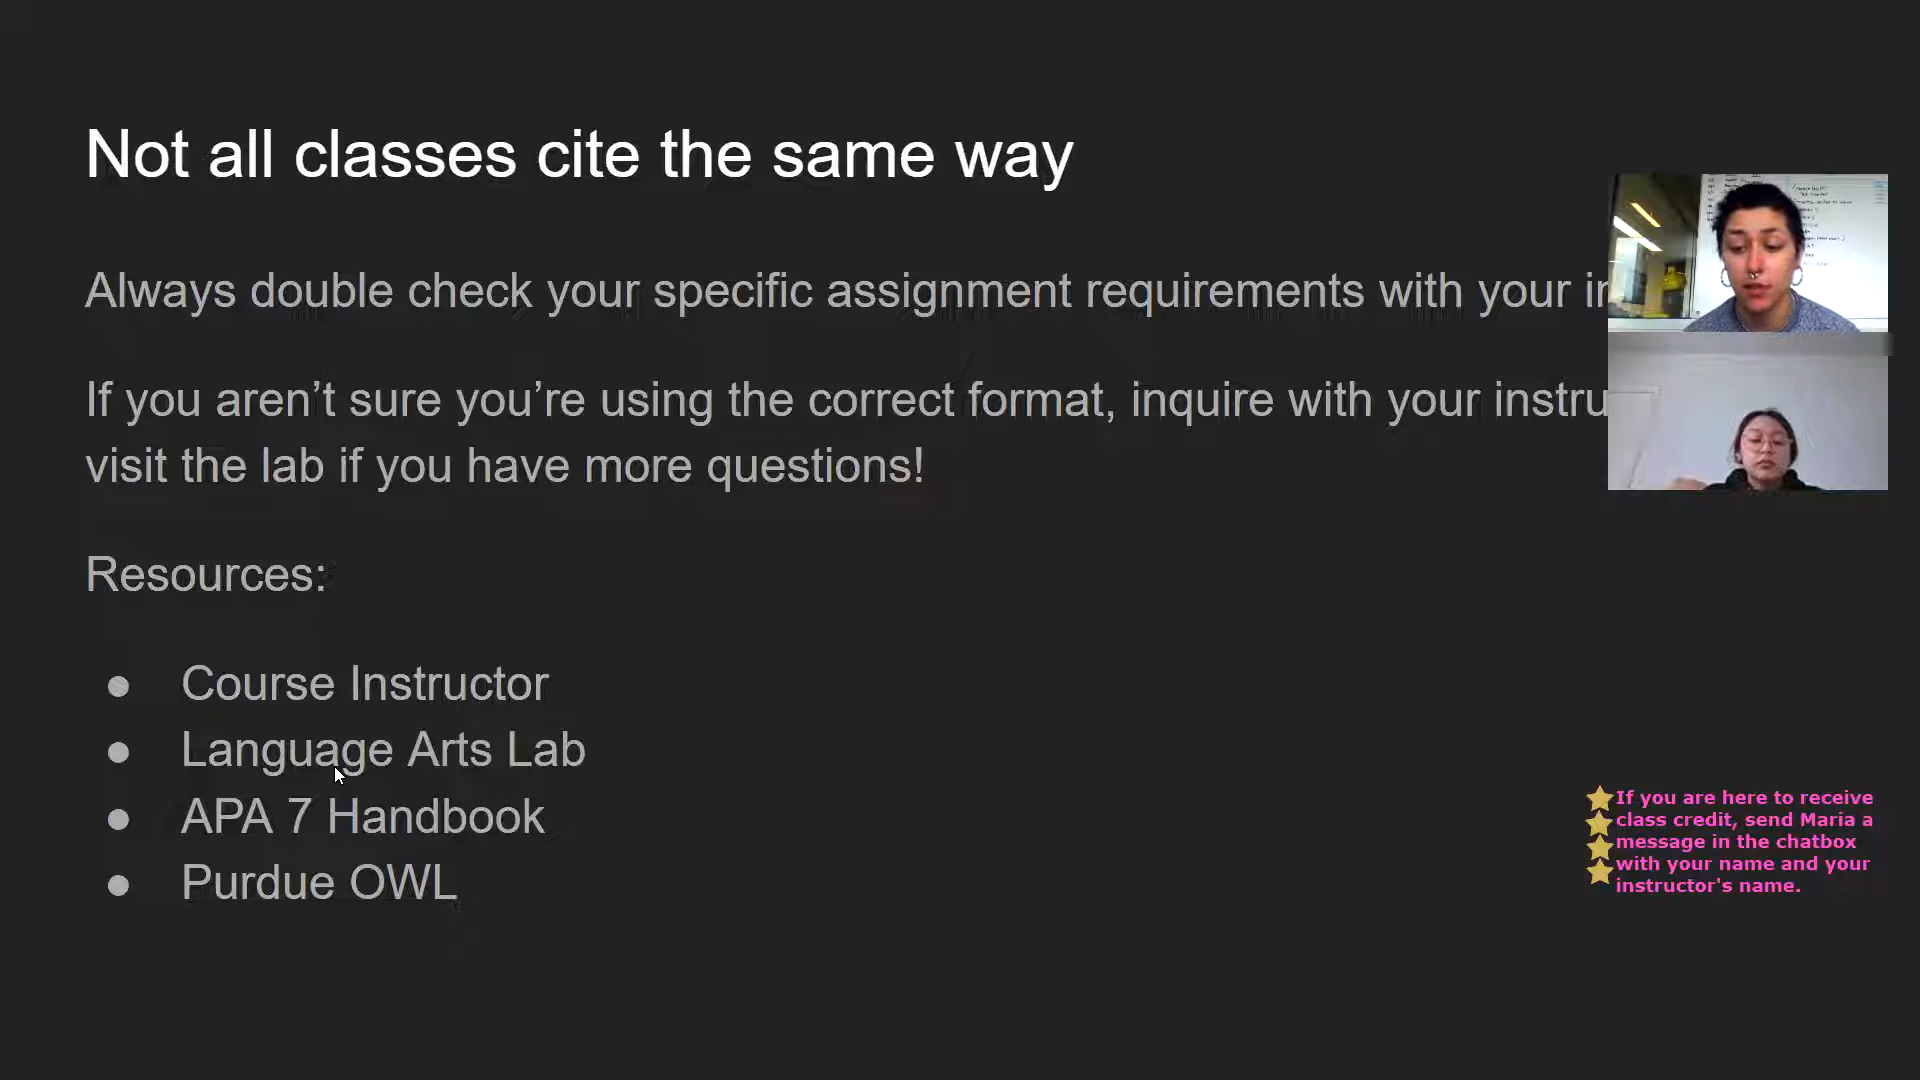 Not all classes cite the same way
Always double check your specific assignment requirements with your
If you aren’t sure you’re using the correct format, inquire with your
visit the lab if you have more questions!
Resources:
● Course Instructor
● Language Arts Lab
● APA 7 Handbook
● Purdue OWL
If you are here to receive
class credit, send Maria a
message in the chatbox
with your name and your
instructor's name.